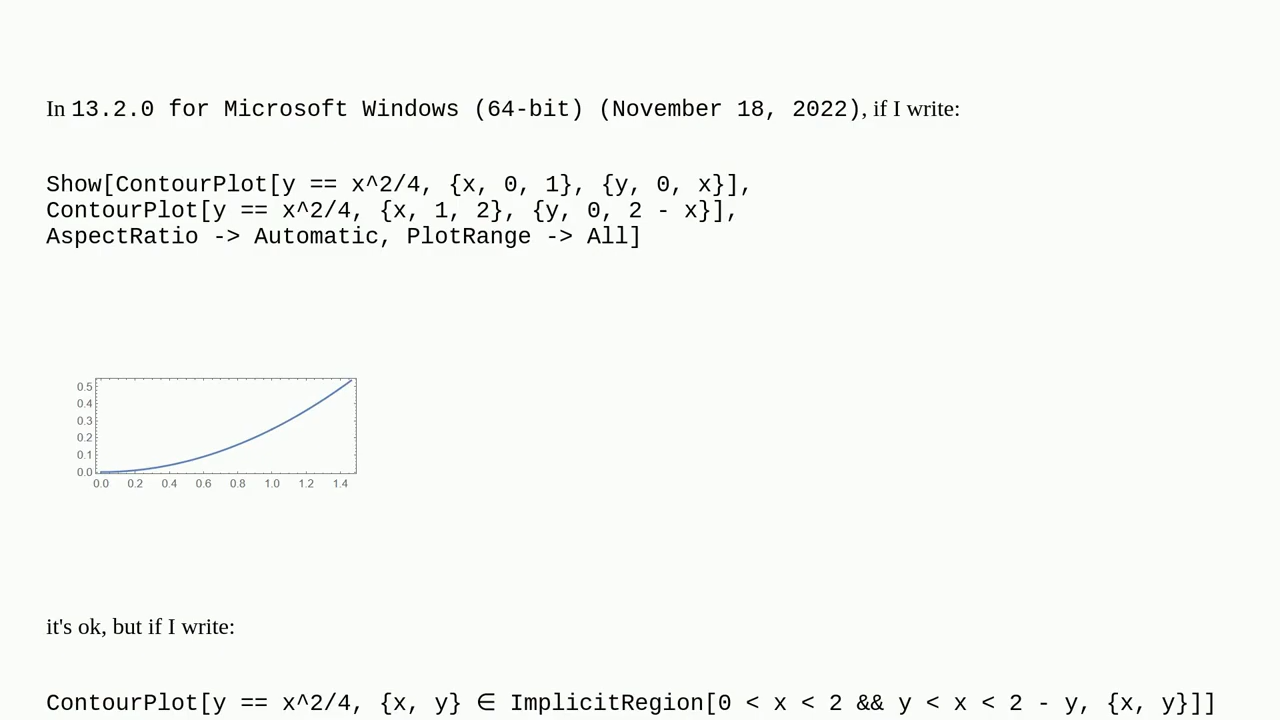 In 13.2.0 for Microsoft Windows (64-bit) (November 18, 2022), if I write:
Show[ContourPlot[y == x^2/4, {x, 0, 1}, {y, 0, x}],
ContourPlot[y == x^2/4, {x, 1, 2}, {y, 0, 2 - x}],
AspectRatio -> Automatic, PlotRange -> All]
0.5
0.4
0.3
0.2
0.1
0.0
0.0 0.2 0.4 0.6 0.8 1.0 1.2 1.4
it's ok, but if I write:
ContourPlot[y == x^2/4, {x, y} ∈ ImplicitRegion[0 < x < 2 && y < x < 2 - y, {x, y}]]